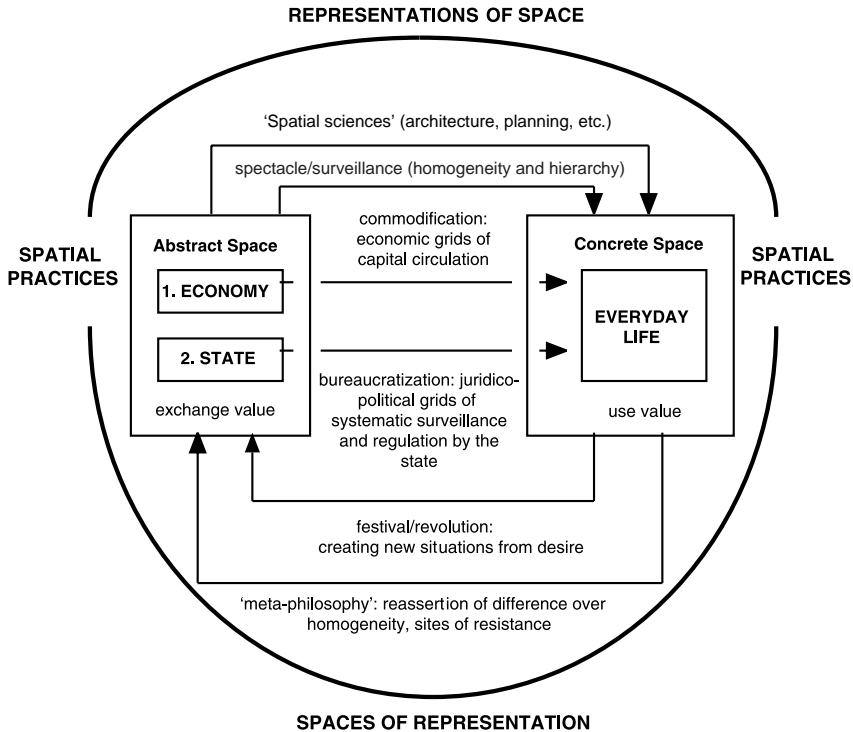 REPRESENTATIONS OF SPACE
‘Spatial sciences’ (architecture, planning, etc.)
spectacle/surveillance (homogeneity and hierarchy)
SPATIAL
PRACTICES
Abstract Space
1. ECONOMY
2. STATE
exchange value
commodification:
economic grids of
capital circulation
bureaucratization: juridico-
political grids of
systematic surveillance
and regulation by the
state
Concrete Space
EVERYDAY
LIFE
use value
SPATIAL
PRACTICES
festival/revolution:
creating new situations from desire
‘meta-philosophy’: reassertion of difference over
homogeneity, sites of resistance
SPACES OF REPRESENTATION